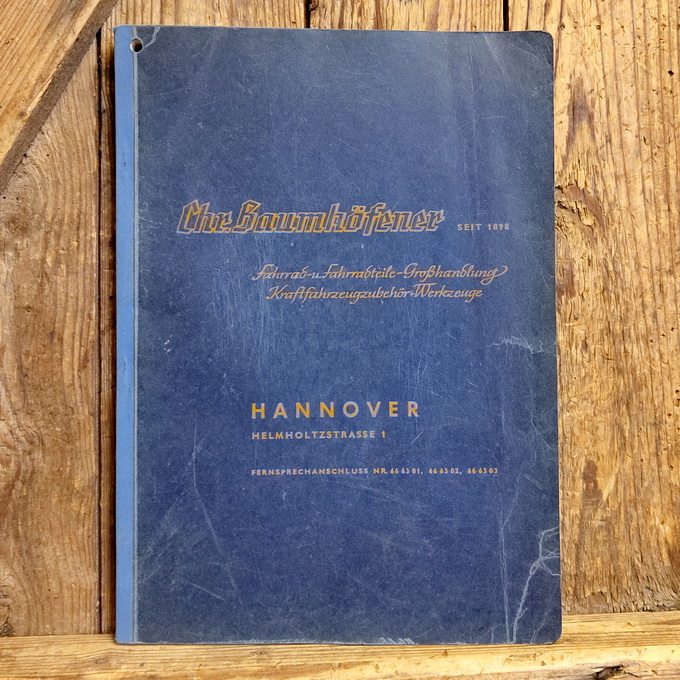 Chr. Baumhöfener SEIT 1898
Fahrrad-u. Fahrradteile-Großhandlung
Kraftfahrzeugzubehör-Werkzeuge
HANNOVER
HELMHOLTZSTRASSE 1
FERNSPRECHANSCHLUSS NR. 66 63 01, 66 63 02, 66 63 03